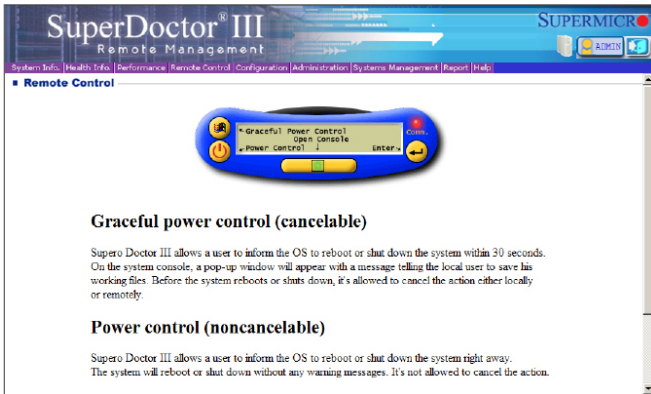 SuperDoctor® III
Remote Management
SUPERMICR
ADMIN
System Info. |Health Info. |Performance |Remote Control |Configuration |Administration |Systems Management |Report |Help|
Remote Control
Graceful Power Control
Open Console
Power Control
Enter
Comm.
Graceful power control (cancelable)
Supero Doctor III allows a user to inform the OS to reboot or shut down the system within 30 seconds.
On the system console, a pop-up window will appear with a message telling the local user to save his
working files. Before the system reboots or shuts down, it's allowed to cancel the action either locally
or remotely.
Power control (noncancelable)
Supero Doctor III allows a user to inform the OS to reboot or shut down the system right away.
The system will reboot or shut down without any warning messages. It's not allowed to cancel the action.